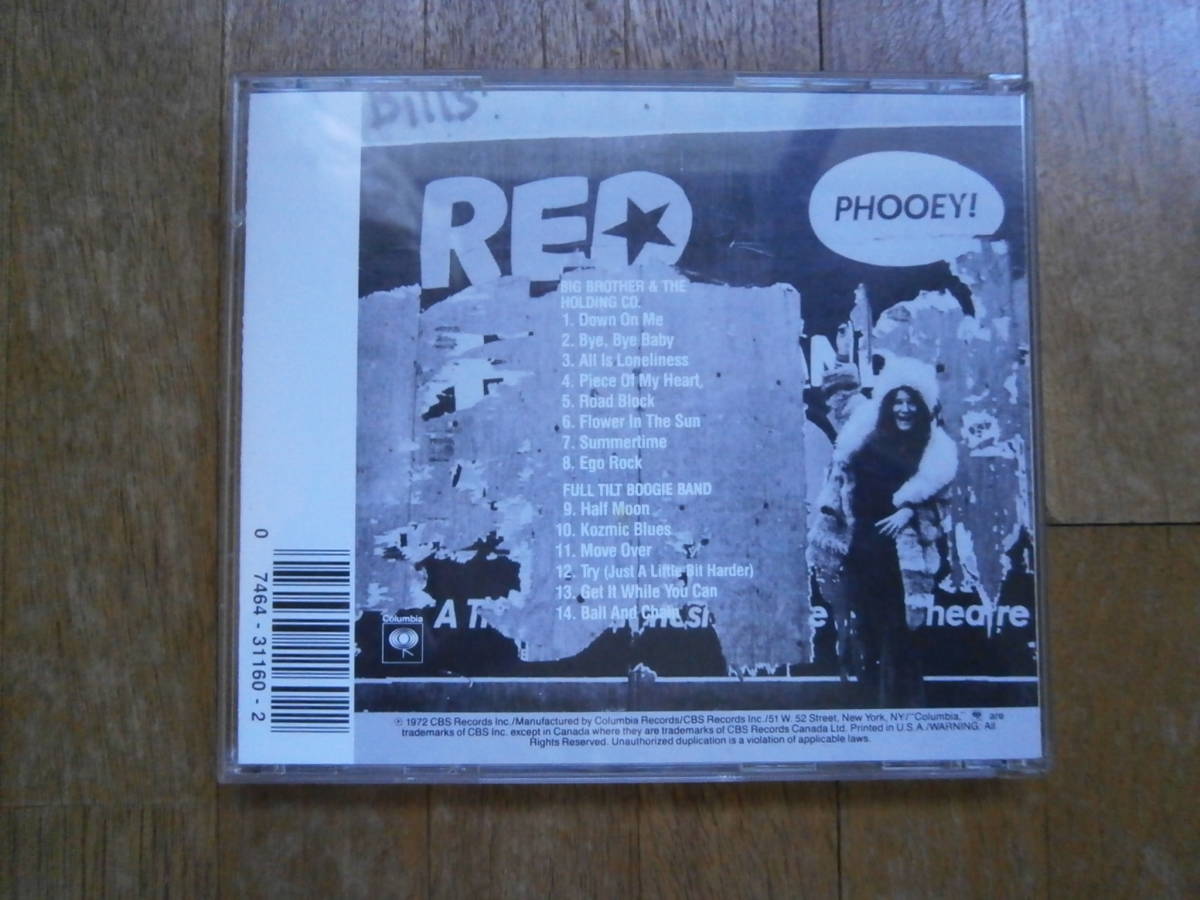 Bills
RED
PHOOEY!
BIG BROTHER & THE
HOLDING CO.
1. Down On Me
2. Bye, Bye Baby
3. All Is Loneliness
4. Piece Of My Heart
5. Road Block
6. Flower In The Sun
7. Summertime
8. Ego Rock
FULL TILT BOOGIE BAND
9. Half Moon
10. Kozmic Blues
11. Move Over
12. Try (Just A Little Bit Harder)
13. Get It While You Can
14. Ball And Chain
A
heatre
Columbia
0 7464-31160-2
℗ 1972 CBS Records Inc./Manufactured by Columbia Records/CBS Records Inc./51 W. 52 Street, New York, NY/"Columbia," are
trademarks of CBS Inc. except in Canada where they are trademarks of CBS Records Canada Ltd. Printed in U.S.A./WARNING: All
Rights Reserved. Unauthorized duplication is a violation of applicable laws.